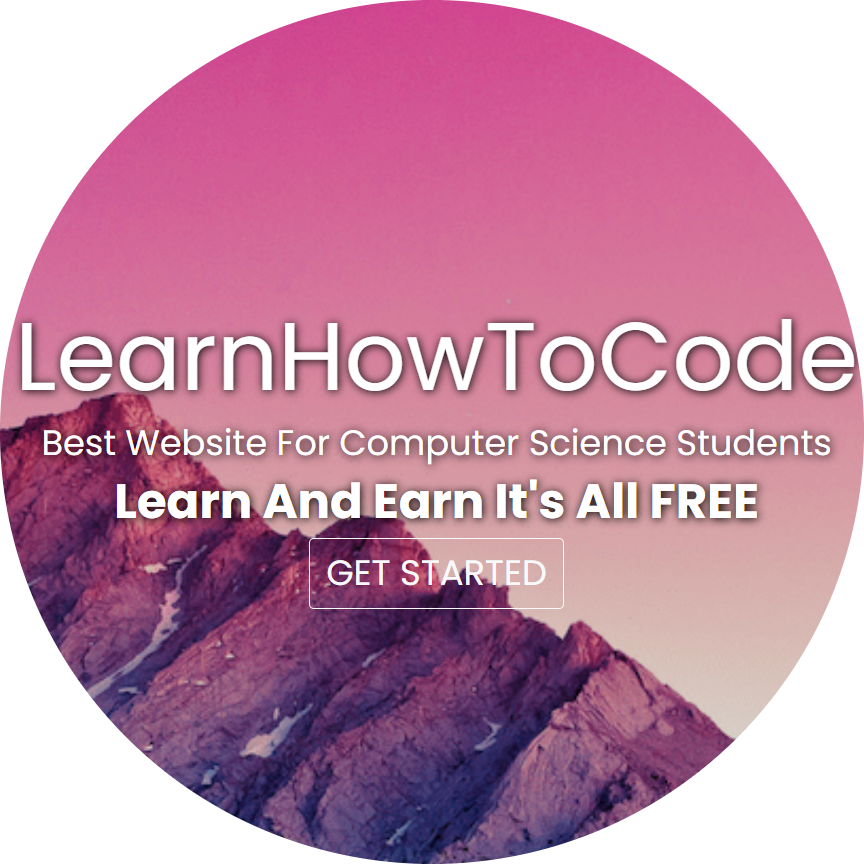 LearnHowToCode
Best Website For Computer Science Students
Learn And Earn It's All FREE
GET STARTED